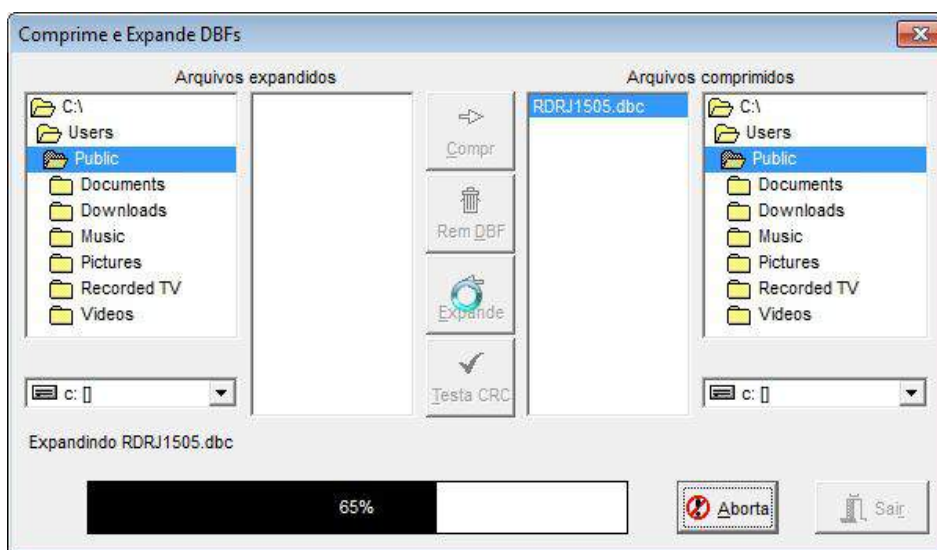 Comprime e Expande DBFs
Arquivos expandidos
Arquivos comprimidos
C:\
Users
Public
Documents
Downloads
Music
Pictures
Recorded TV
Videos
c: []
Compr
Rem DBF
Expande
Testa CRC
RDRJ1505.dbc
C:\
Users
Public
Documents
Downloads
Music
Pictures
Recorded TV
Videos
c: []
Expandindo RDRJ1505.dbc
65%
Aborta
Sair